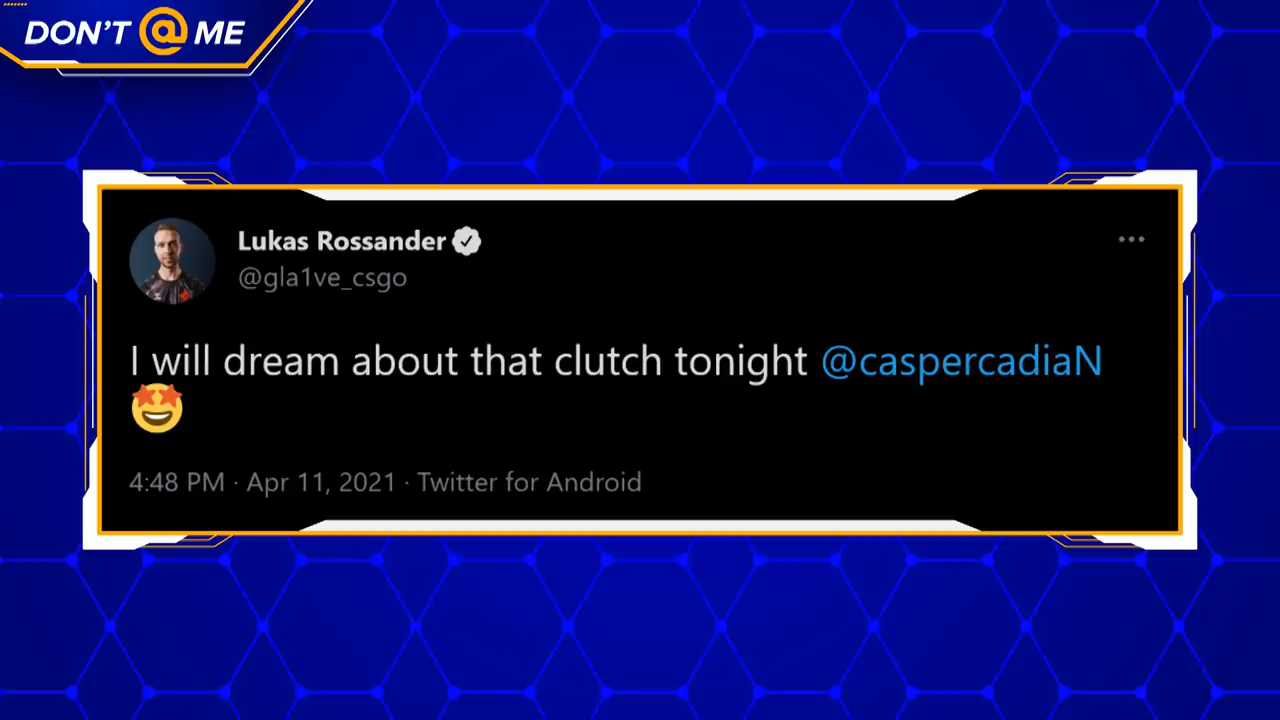 DON'T @ ME
Lukas Rossander
@gla1ve_csgo
I will dream about that clutch tonight @caspercadiaN
🤩
4:48 PM · Apr 11, 2021 · Twitter for Android